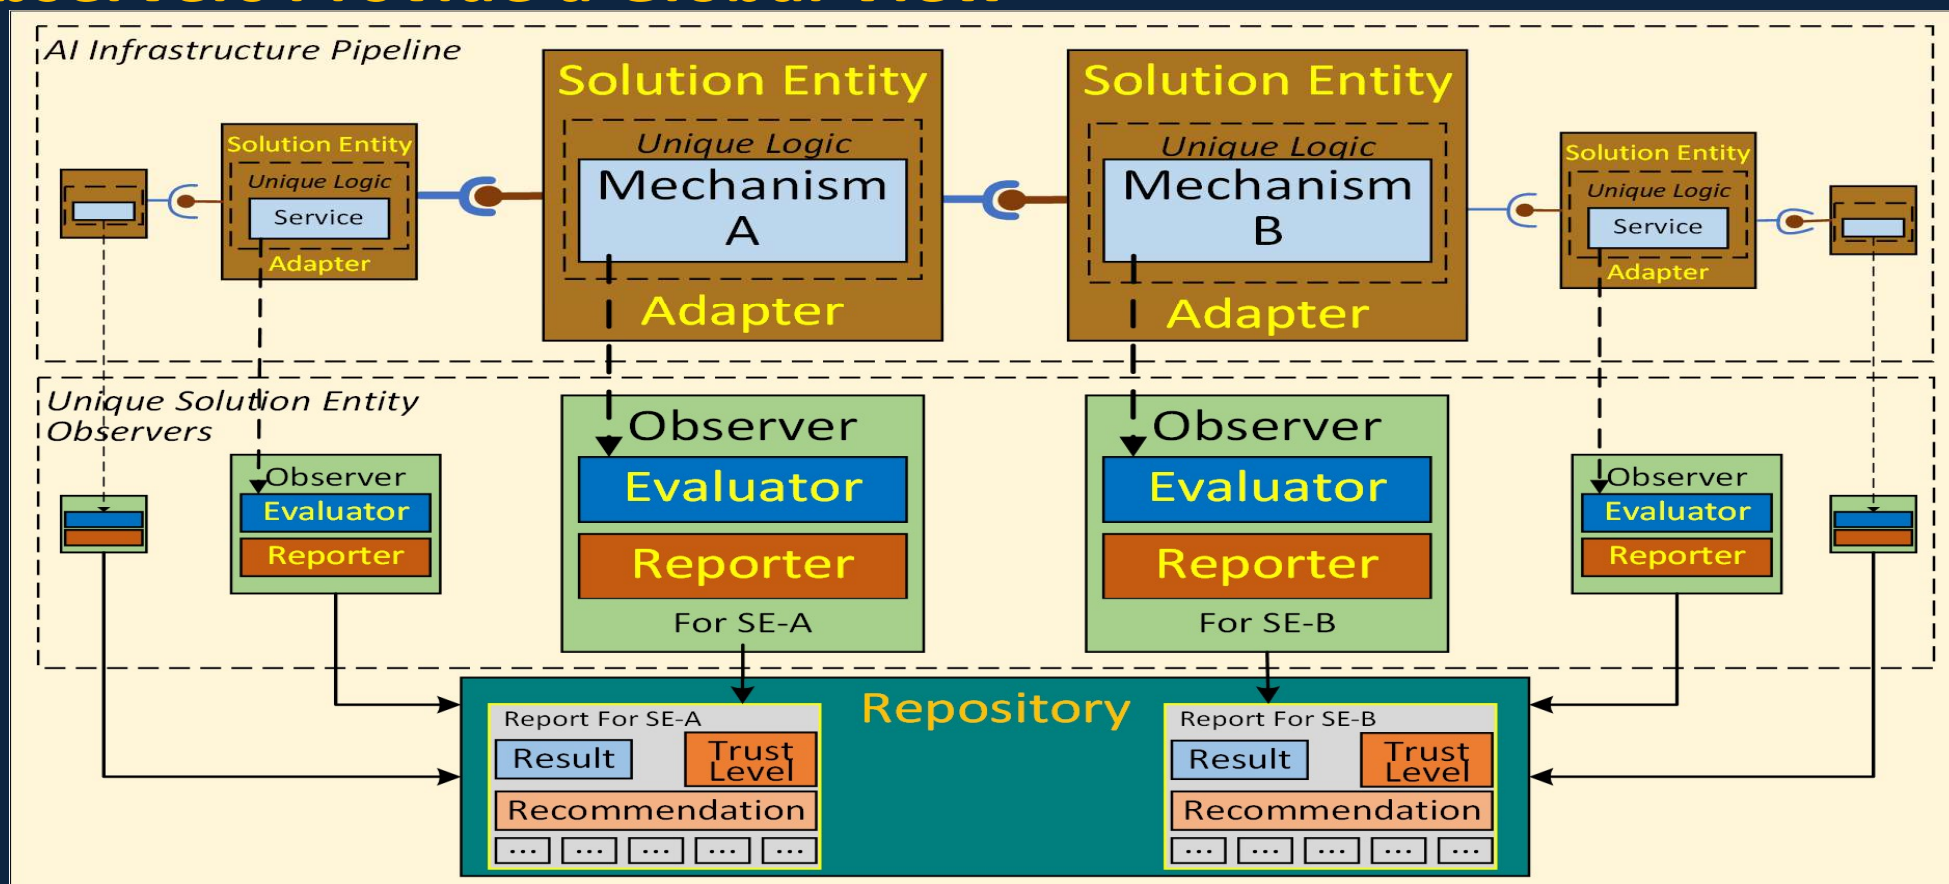 Provide a Global View
AI Infrastructure Pipeline
Solution Entity
Unique Logic
Service
Adapter
Solution Entity
Unique Logic
Mechanism
A
Adapter
Solution Entity
Unique Logic
Mechanism
B
Adapter
Solution Entity
Unique Logic
Service
Adapter
Unique Solution Entity
Observers
Observer
Evaluator
Reporter
Observer
Evaluator
Reporter
For SE-A
Observer
Evaluator
Reporter
For SE-B
Observer
Evaluator
Reporter
Repository
Report For SE-A
Result
Trust
Level
Recommendation
... ... ... ... ...
Report For SE-B
Result
Trust
Level
Recommendation
... ... ... ... ...